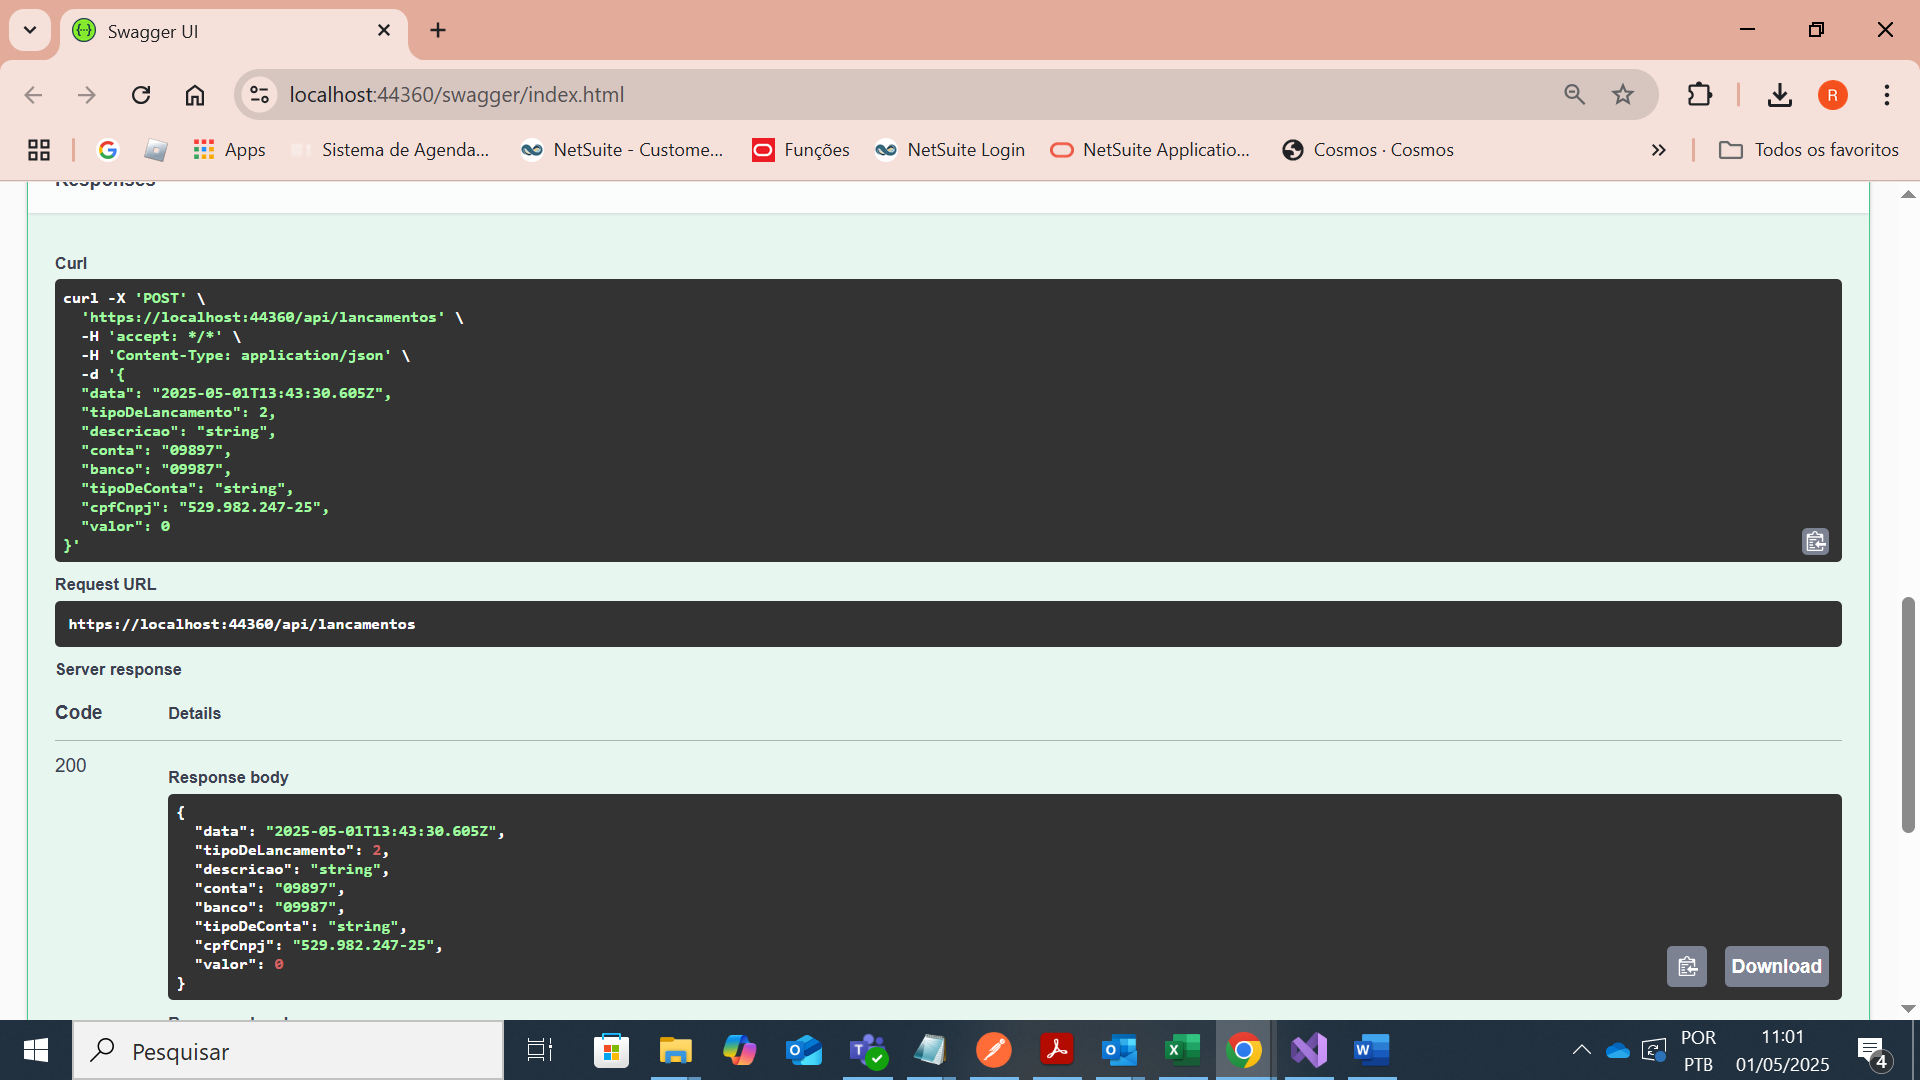 Swagger UI
localhost:44360/swagger/index.html
Apps
Sistema de Agenda...
NetSuite - Custome...
Funções
NetSuite Login
NetSuite Applicatio...
Cosmos · Cosmos
»
Todos os favoritos
Responses
Curl
curl -X 'POST' \
'https://localhost:44360/api/lancamentos' \
-H 'accept: */*' \
-H 'Content-Type: application/json' \
-d '{
"data": "2025-05-01T13:43:30.605Z",
"tipoDeLancamento": 2,
"descricao": "string",
"conta": "09897",
"banco": "09987",
"tipoDeConta": "string",
"cpfCnpj": "529.982.247-25",
"valor": 0
}'
Request URL
https://localhost:44360/api/lancamentos
Server response
Code Details
200
Response body
{
"data": "2025-05-01T13:43:30.605Z",
"tipoDeLancamento": 2,
"descricao": "string",
"conta": "09897",
"banco": "09987",
"tipoDeConta": "string",
"cpfCnpj": "529.982.247-25",
"valor": 0
}
Download
Pesquisar
POR
PTB
11:01
01/05/2025
4